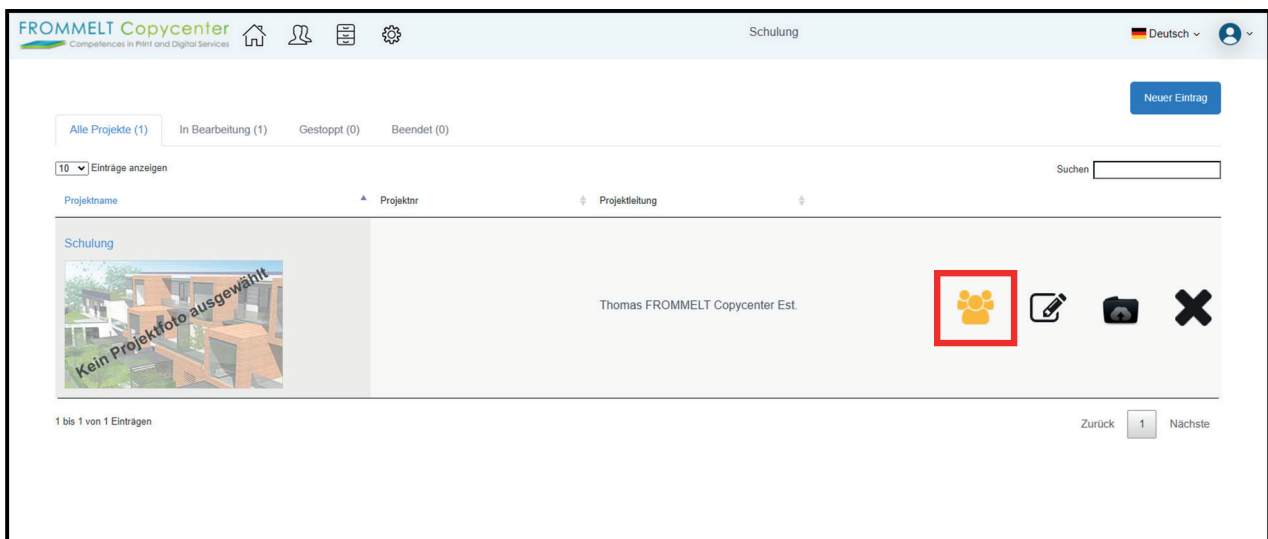 FROMMELT Copycenter
Competences in Print and Digital Services
Schulung
Deutsch
Neuer Eintrag
Alle Projekte (1) In Bearbeitung (1) Gestoppt (0) Beendet (0)
10 Einträge anzeigen
Suchen
Projektname Projektnr Projektleitung
Schulung
Kein Projektfoto ausgewählt
Thomas FROMMELT Copycenter Est.
1 bis 1 von 1 Einträgen
Zurück 1 Nächste